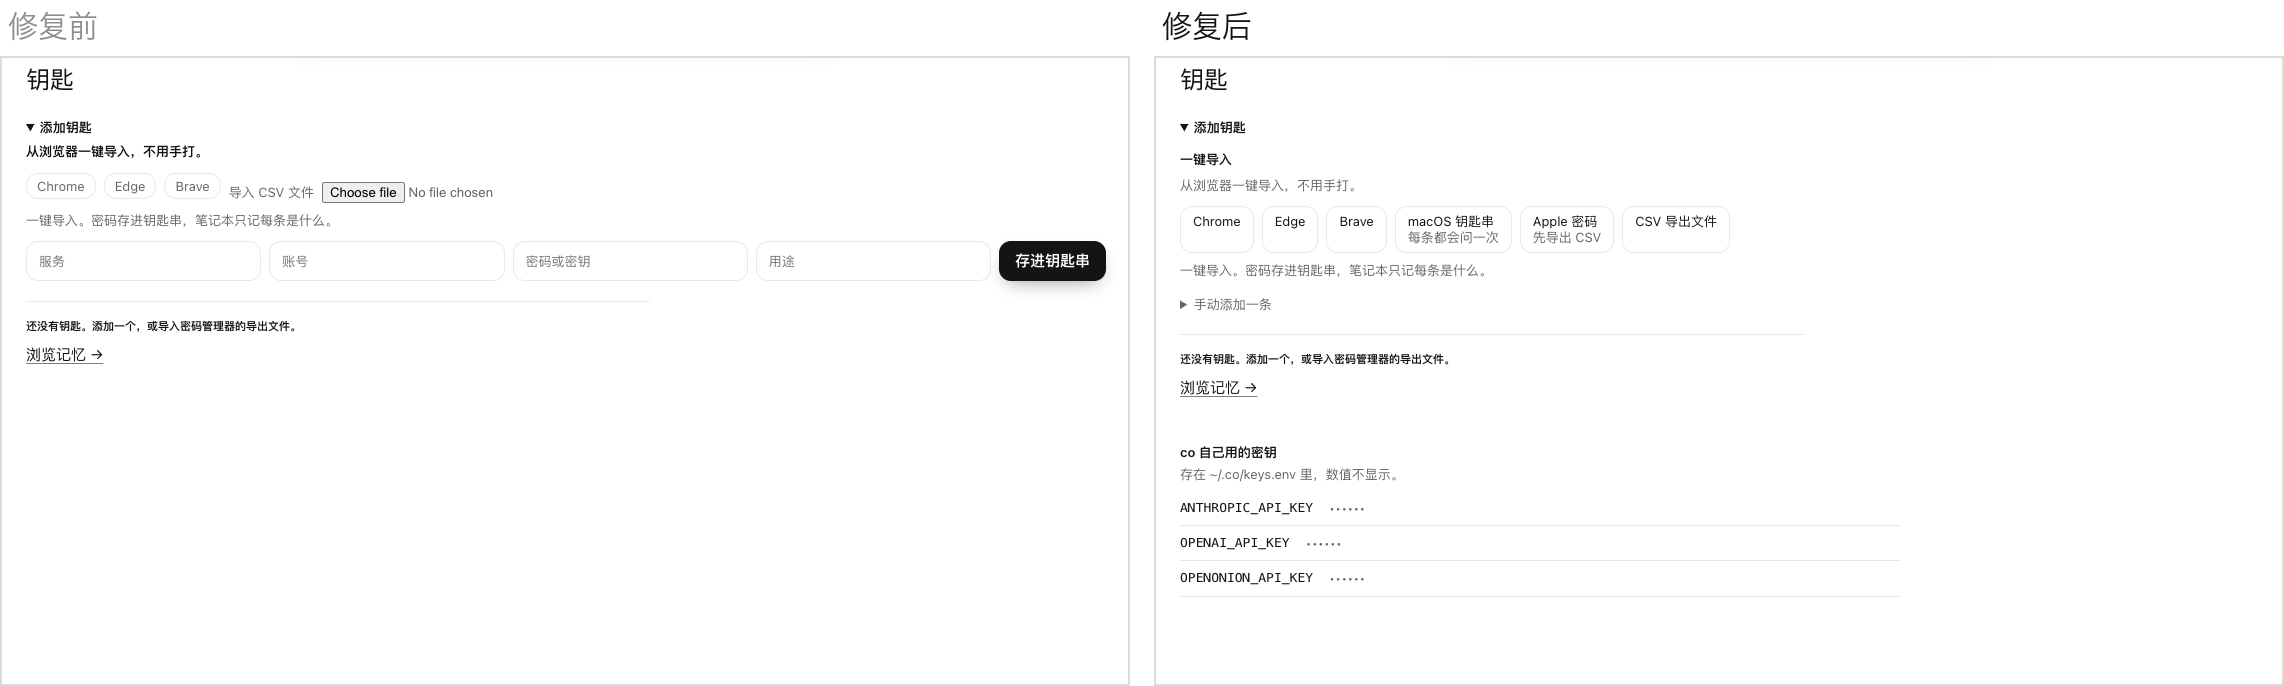 修复前
钥匙
▼ 添加钥匙
从浏览器一键导入，不用手打。
Chrome Edge Brave 导入 CSV 文件 Choose file No file chosen
一键导入。密码存进钥匙串，笔记本只记每条是什么。
服务 账号 密码或密钥 用途 存进钥匙串
还没有钥匙。添加一个，或导入密码管理器的导出文件。
浏览记忆 →
修复后
钥匙
▼ 添加钥匙
一键导入
从浏览器一键导入，不用手打。
Chrome Edge Brave macOS 钥匙串 Apple 密码 CSV 导出文件
每条都会问一次 先导出 CSV
一键导入。密码存进钥匙串，笔记本只记每条是什么。
▶ 手动添加一条
还没有钥匙。添加一个，或导入密码管理器的导出文件。
浏览记忆 →
co 自己用的密钥
存在 ~/.co/keys.env 里，数值不显示。
ANTHROPIC_API_KEY ••••••
OPENAI_API_KEY ••••••
OPENONION_API_KEY ••••••